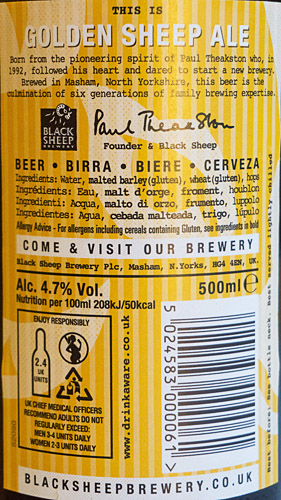 THIS IS
GOLDEN SHEEP ALE
Born from the pioneering spirit of Paul Theakston who, in
1992, followed his heart and dared to start a new brewery.
Brewed in Masham, North Yorkshire, this beer is the
culmination of six generations of family brewing expertise.
BLACK
SHEEP
BREWERY
Paul Theakston
Founder & Black Sheep
BEER • BIRRA • BIERE • CERVEZA
Ingredients: Water, malted barley(gluten), wheat(gluten), hops
Ingrédients: Eau, malt d'orge, froment, houblon
Ingredienti: Acqua, malto di orzo, frumento, luppolo
Ingredientes: Agua, cebada malteada, trigo, lúpulo
Allergy Advice - For allergens including cereals containing Gluten, see ingredients in bold
COME & VISIT OUR BREWERY
Black Sheep Brewery Plc, Masham, N.Yorks, HG4 4EN, UK.
Alc. 4.7% Vol.
500ml e
Nutrition per 100ml 208kJ/50kcal
ENJOY RESPONSIBLY
2.4
UK
UNITS
UK CHIEF MEDICAL OFFICERS
RECOMMEND ADULTS DO NOT
REGULARLY EXCEED:
MEN 3-4 UNITS DAILY
WOMEN 2-3 UNITS DAILY
www.drinkaware.co.uk
5 024583 000061 >
Best before: See bottle neck. Best served lightly chilled
BLACKSHEEPBREWERY.CO.UK